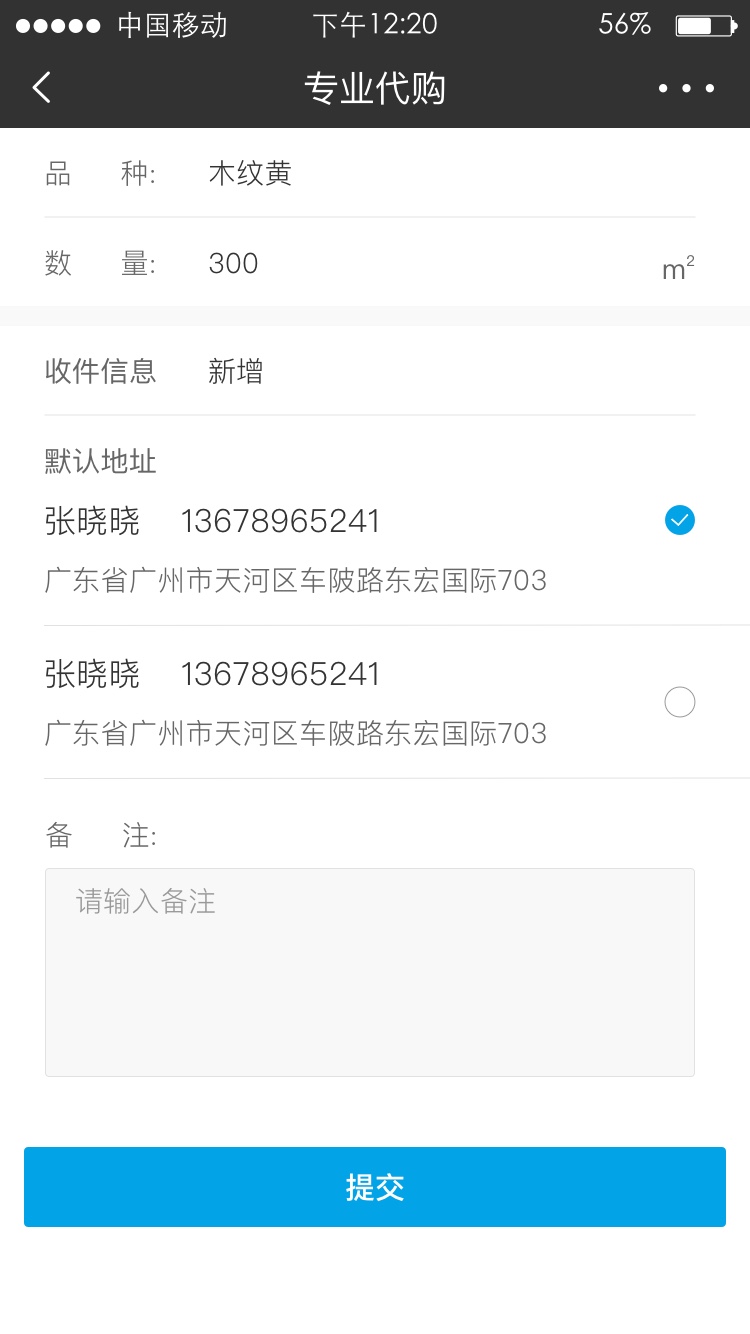 中国移动 下午12:20 56%
专业代购
品 种: 木纹黄
数 量: 300 m²
收件信息 新增
默认地址
张晓晓 13678965241
广东省广州市天河区车陂路东宏国际703
张晓晓 13678965241
广东省广州市天河区车陂路东宏国际703
备 注:
请输入备注
提交